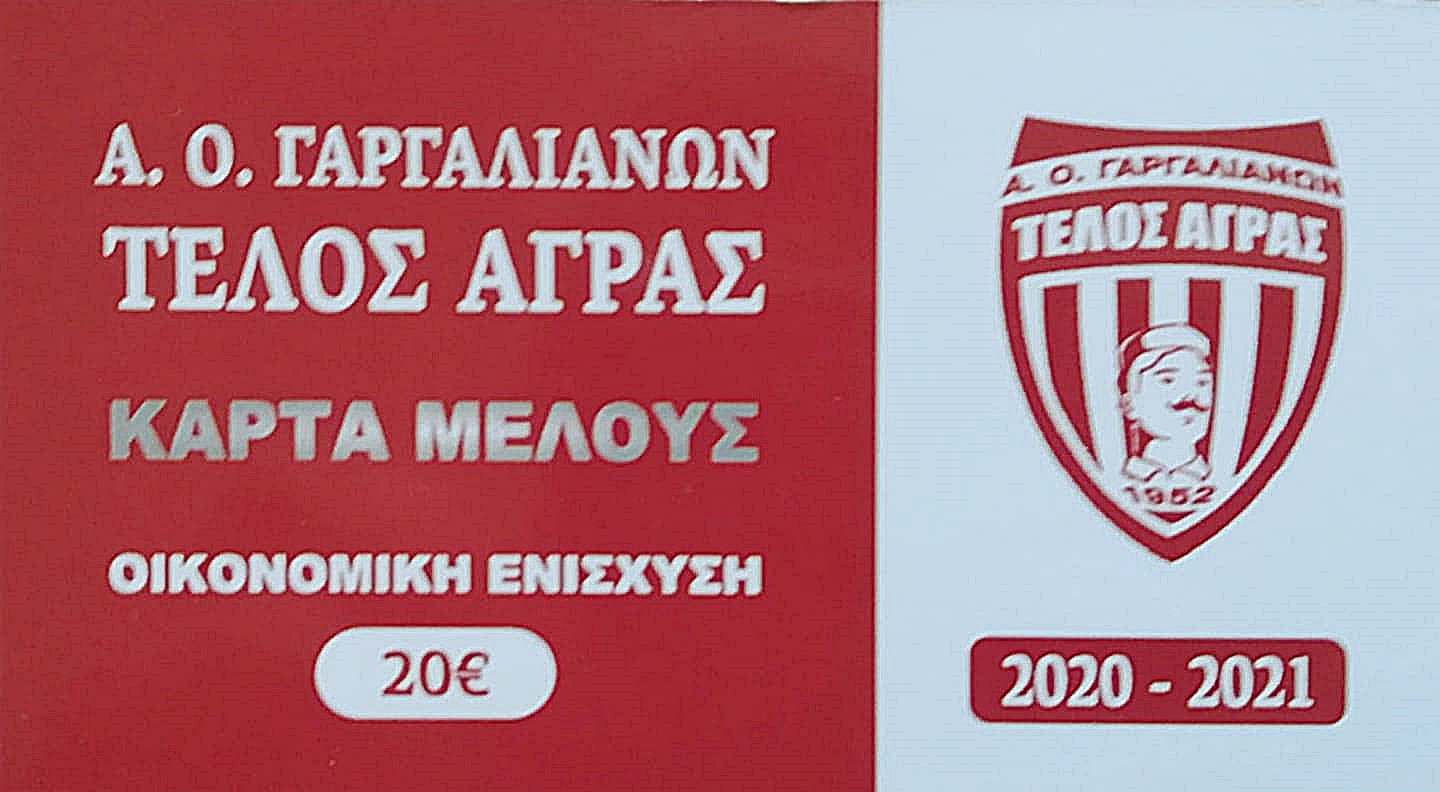 Α. Ο. ΓΑΡΓΑΛΙΑΝΩΝ
ΤΕΛΟΣ ΑΓΡΑΣ
ΚΑΡΤΑ ΜΕΛΟΥΣ
ΟΙΚΟΝΟΜΙΚΗ ΕΝΙΣΧΥΣΗ
20€
Α. Ο. ΓΑΡΓΑΛΙΑΝΩΝ
ΤΕΛΟΣ ΑΓΡΑΣ
1952
2020 - 2021